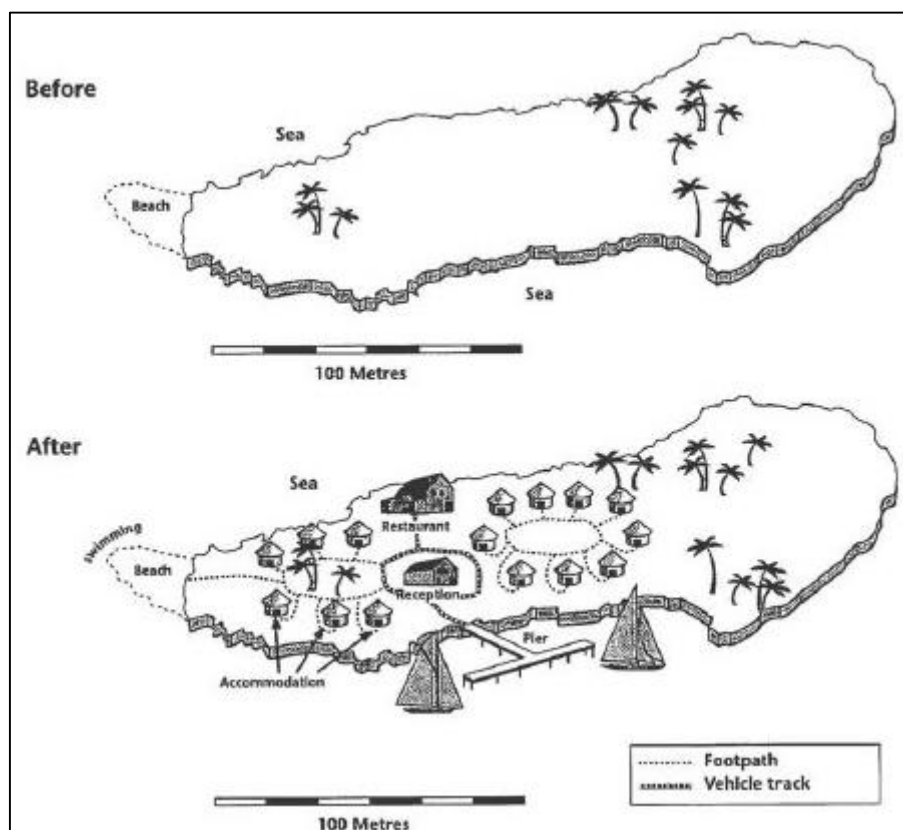 Before
Sea
Beach
Sea
100 Metres
After
Sea
Swimming
Restaurant
Beach
Reception
Pier
Accommodation
Footpath
Vehicle track
100 Metres